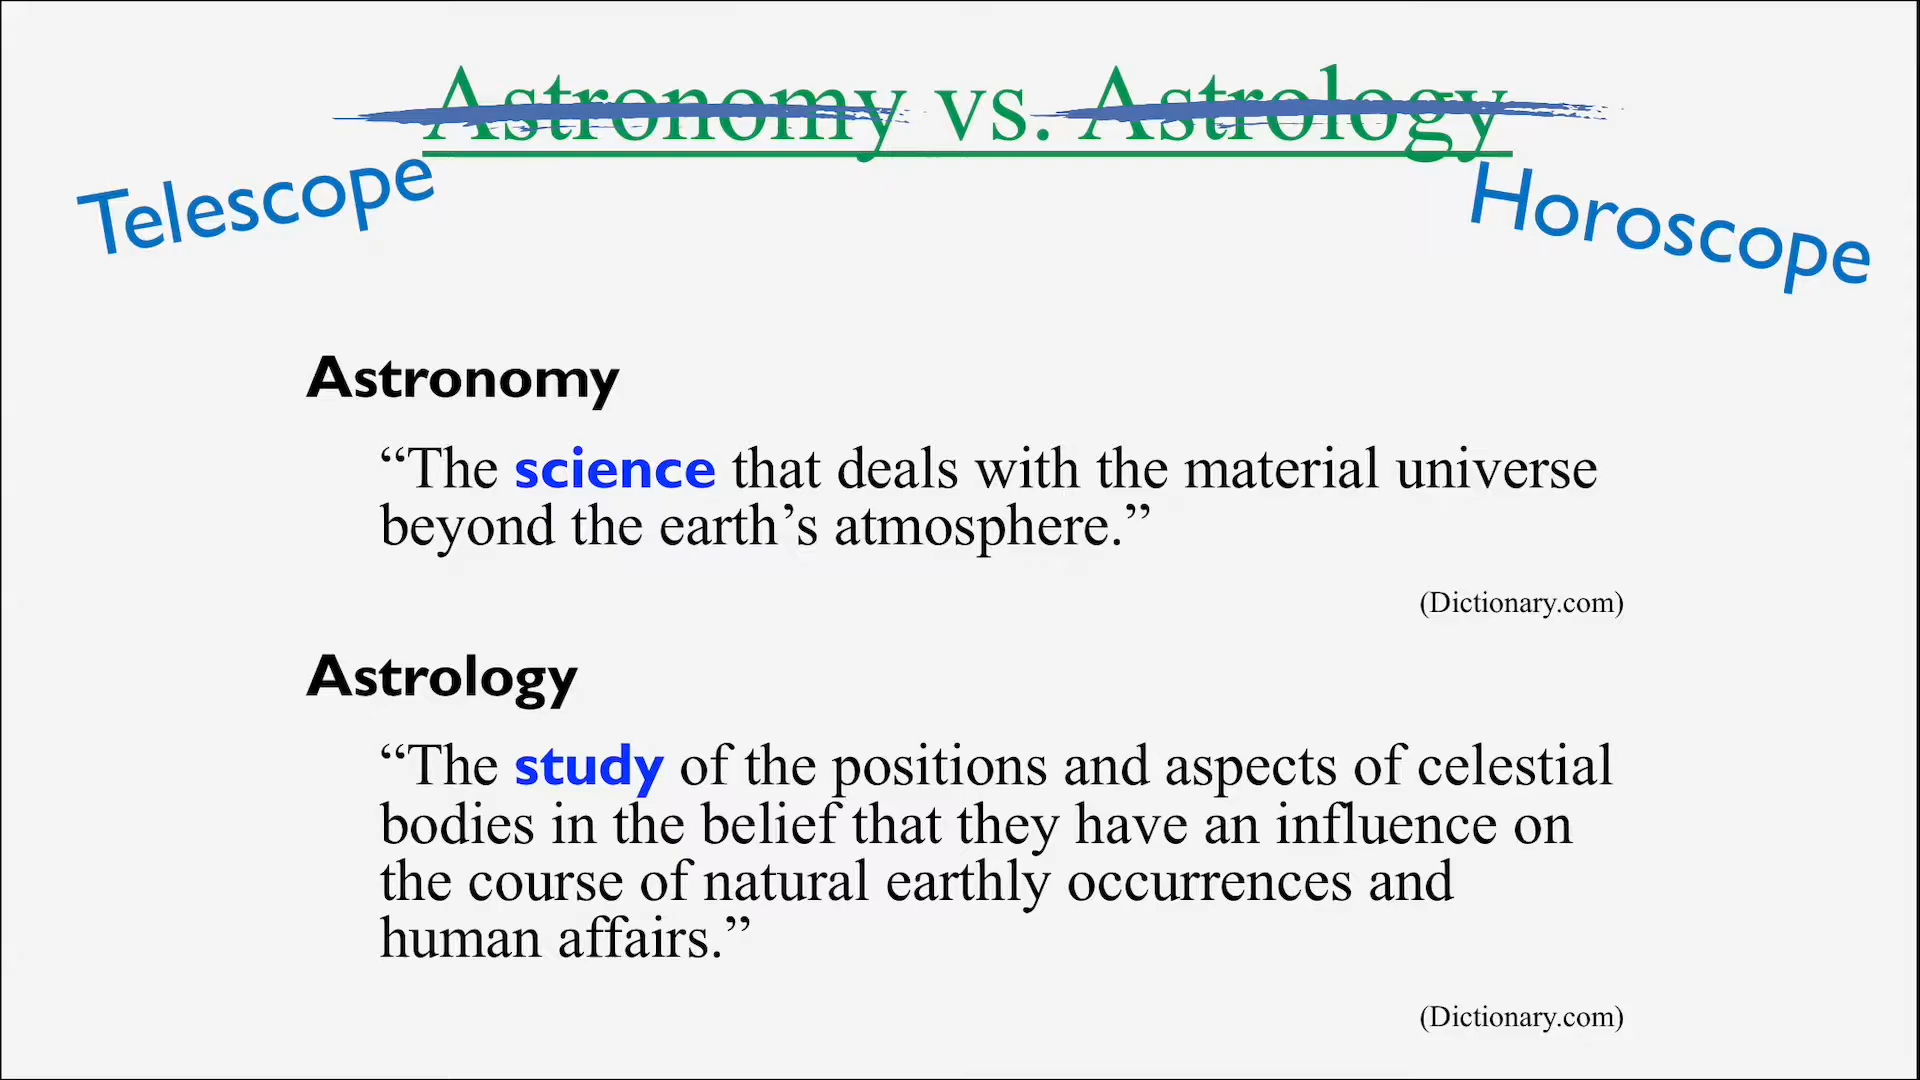 Astronomy vs. Astrology
Telescope
Horoscope
Astronomy
“The science that deals with the material universe
beyond the earth’s atmosphere.”
(Dictionary.com)
Astrology
“The study of the positions and aspects of celestial
bodies in the belief that they have an influence on
the course of natural earthly occurrences and
human affairs.”
(Dictionary.com)